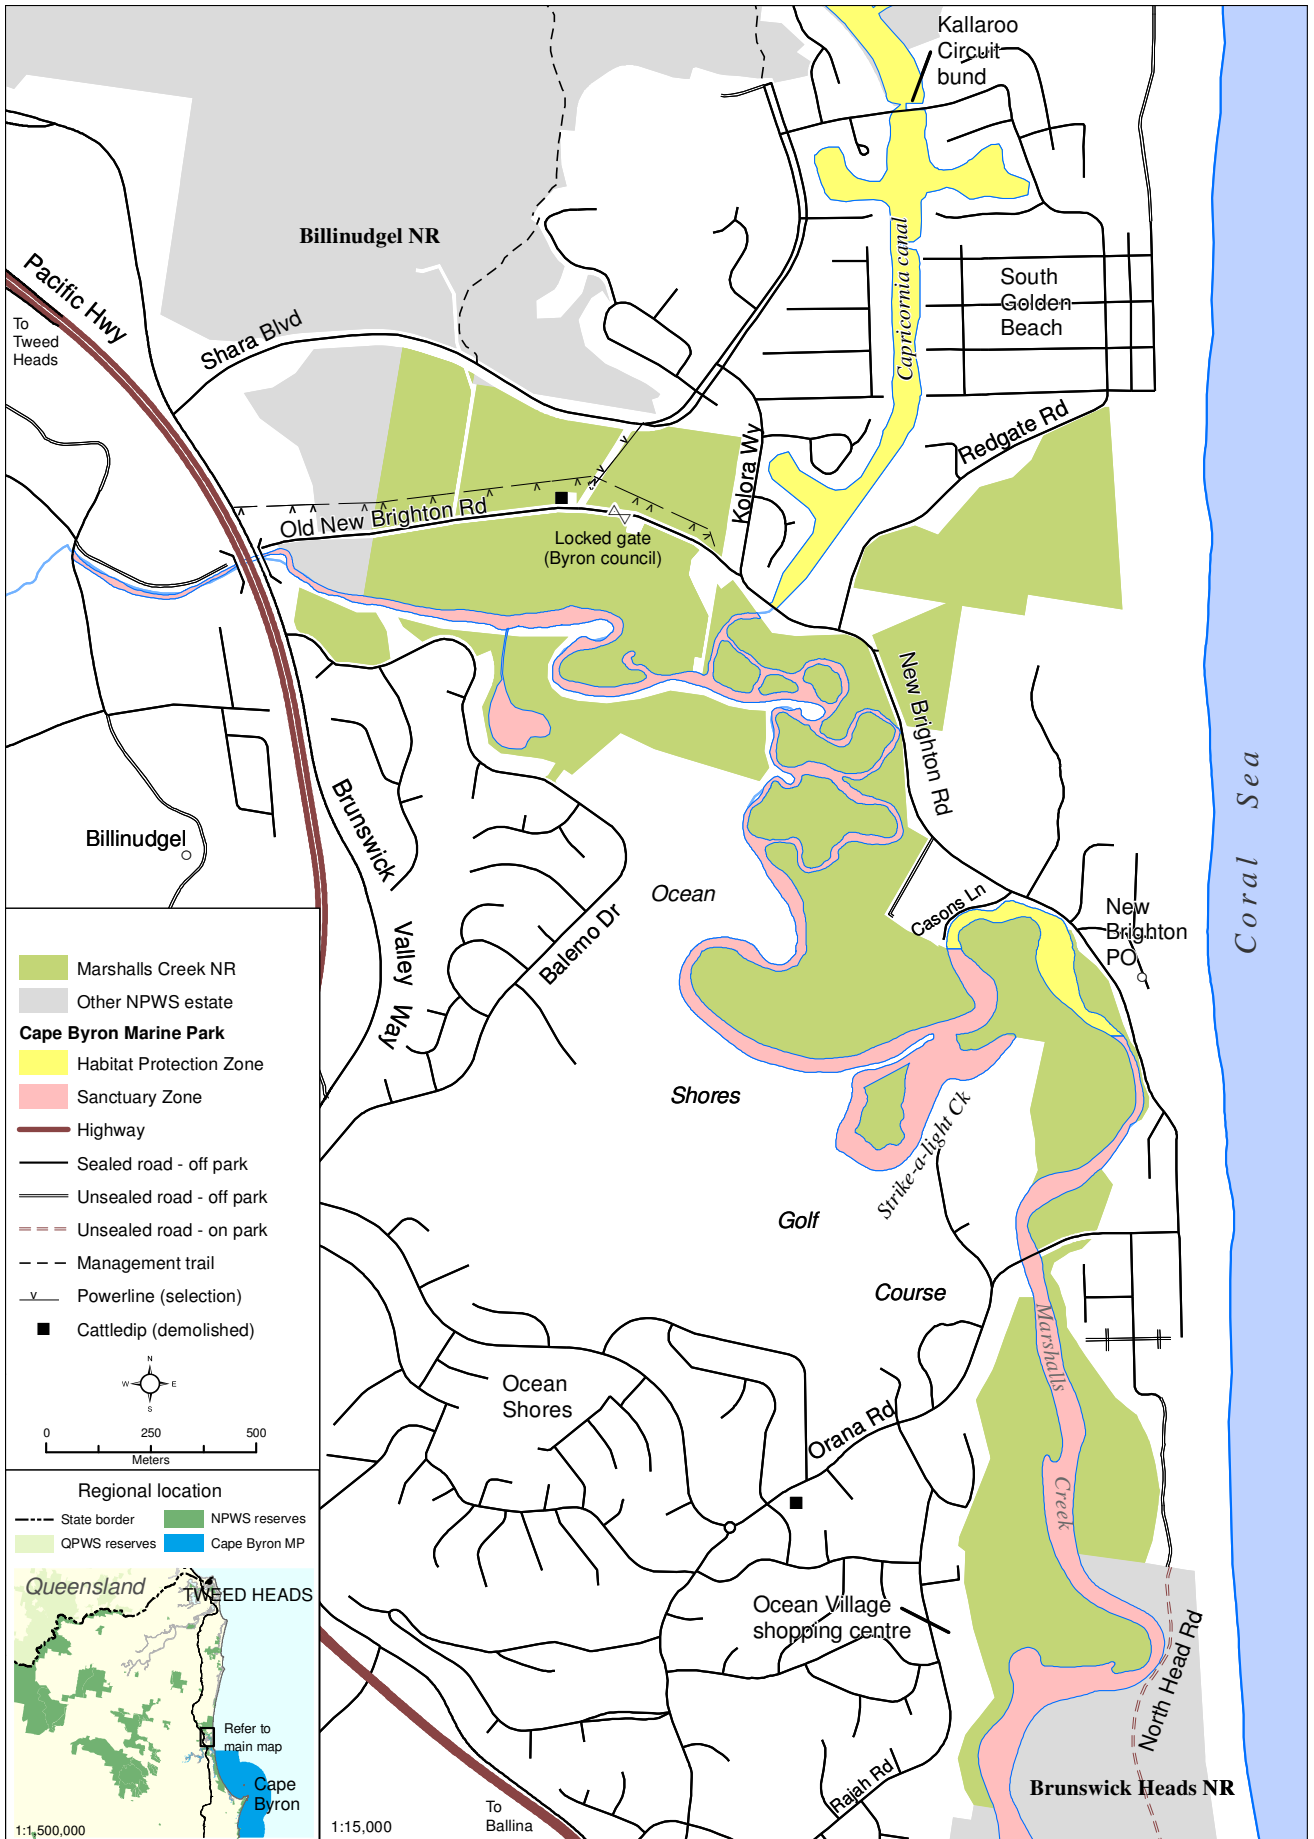 Kallaroo
Circuit
bund
Billinudgel NR
Pacific Hwy
To
Tweed
Heads
Shara Blvd
Capricornia canal
South
Golden
Beach
Redgate Rd
Kolora Wy
Old New Brighton Rd
Locked gate
(Byron council)
New Brighton Rd
Coral Sea
Billinudgel
Brunswick
Valley Way
Balemo Dr
Ocean
Shores
Golf
Course
Casons Ln
New
Brighton
PO
Strike-a-light Ck
Marshalls
Creek
Ocean
Shores
Orana Rd
Ocean Village
shopping centre
North Head Rd
Rajah Rd
Brunswick Heads NR
To
Ballina
1:15,000
Marshalls Creek NR
Other NPWS estate
Cape Byron Marine Park
Habitat Protection Zone
Sanctuary Zone
Highway
Sealed road - off park
Unsealed road - off park
Unsealed road - on park
Management trail
v Powerline (selection)
Cattledip (demolished)
N
W E
S
0 250 500
Meters
Regional location
State border NPWS reserves
QPWS reserves Cape Byron MP
Queensland
TWEED HEADS
Refer to
main map
Cape
Byron
1:1,500,000